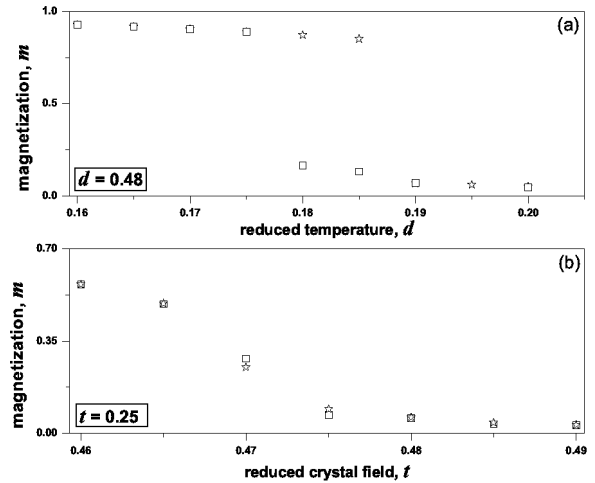 1.0
(a)
magnetization, m
0.5
d = 0.48
0.0
0.16
0.17
0.18
0.19
0.20
reduced temperature, d
0.70
(b)
magnetization, m
0.35
t = 0.25
0.00
0.46
0.47
0.48
0.49
reduced crystal field, t